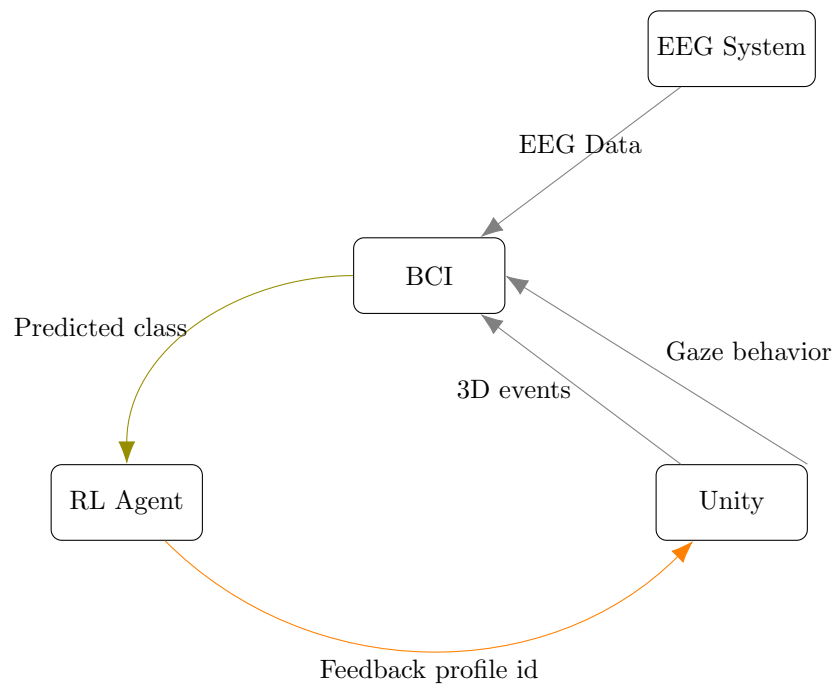 EEG System
EEG Data
BCI
Predicted class
Gaze behavior
3D events
RL Agent
Unity
Feedback profile id